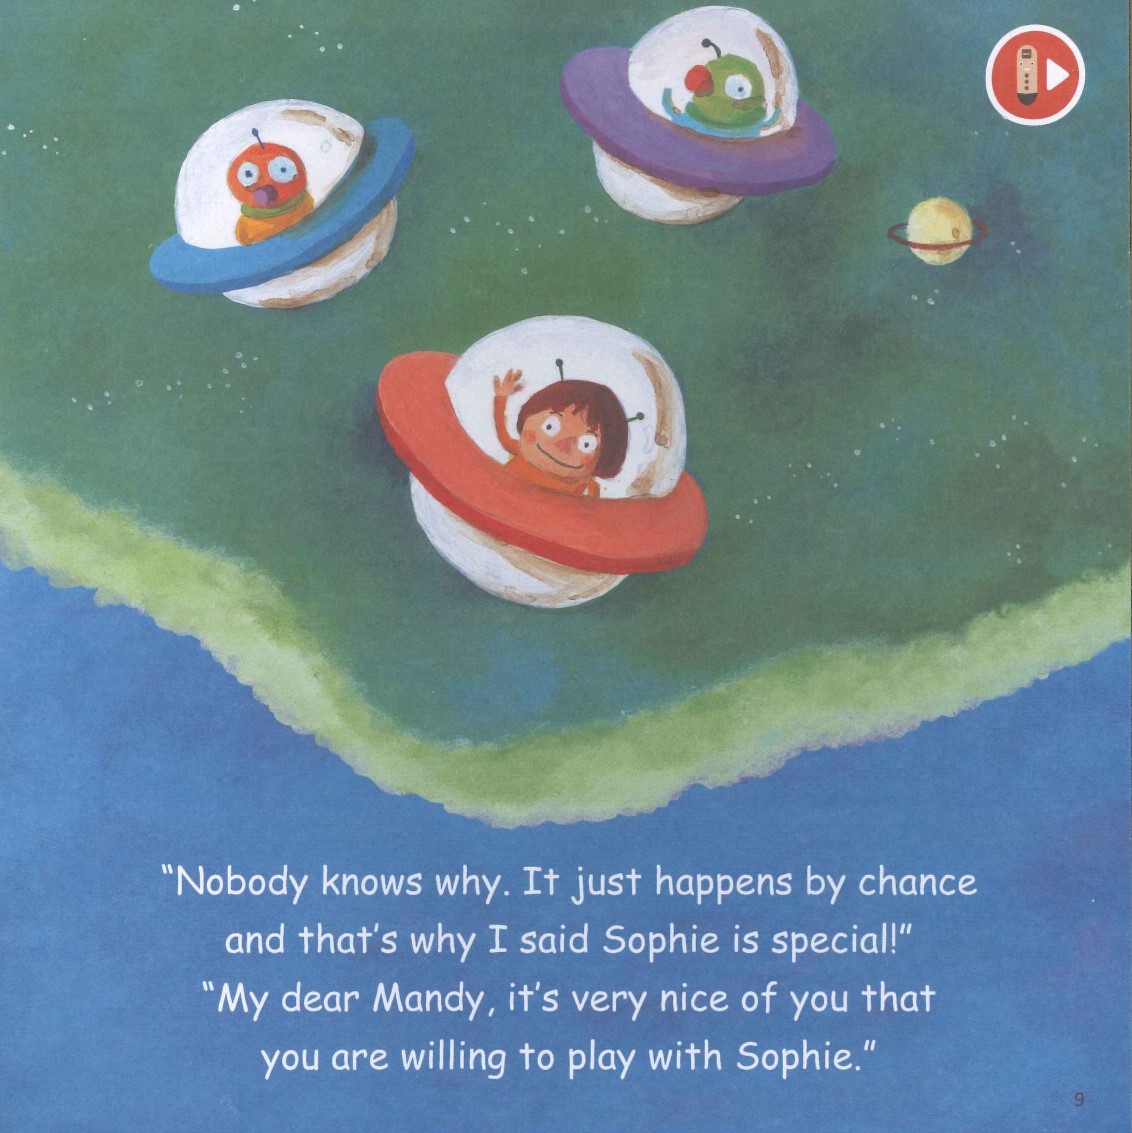 “Nobody knows why. It just happens by chance
and that’s why I said Sophie is special!”
“My dear Mandy, it’s very nice of you that
you are willing to play with Sophie.”
9